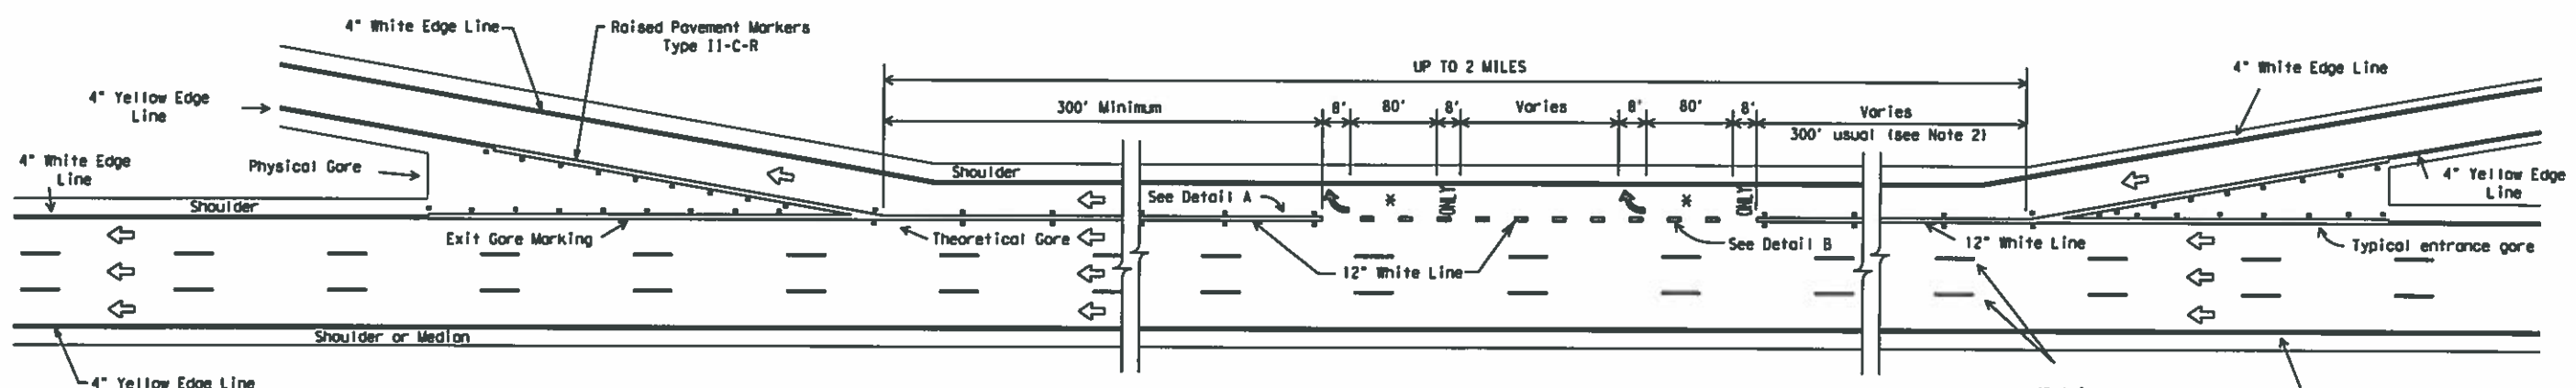 4" White Edge Line
Raised Pavement Markers
Type II-C-R
UP TO 2 MILES
4" White Edge Line
4" Yellow Edge
Line
300' Minimum
8'
80'
8'
Varies
8'
80'
8'
Varies
300' usual (see Note 2)
4" White Edge
Line
Physical Gore
Shoulder
Shoulder
See Detail A
*
ONLY
*
ONLY
4" Yellow Edge
Line
Exit Gore Marking
Theoretical Gore
12" White Line
See Detail B
12" White Line
Typical entrance gore
Shoulder or Median
4" Yellow Edge Line